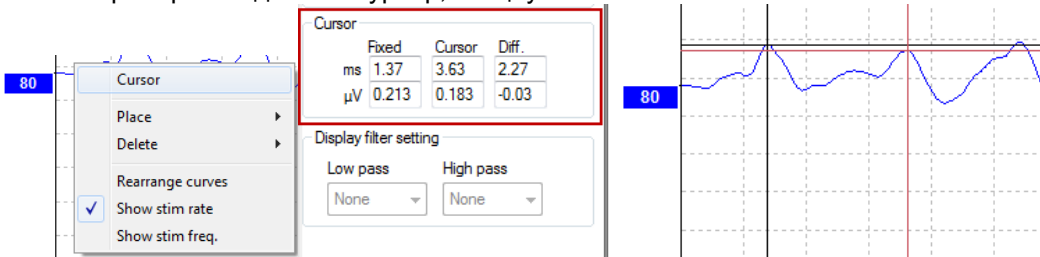 80
Cursor
Place
Delete
Rearrange curves
Show stim rate
Show stim freq.
Cursor
Fixed Cursor Diff.
ms 1.37 3.63 2.27
µV 0.213 0.183 -0.03
Display filter setting
Low pass High pass
None None
80